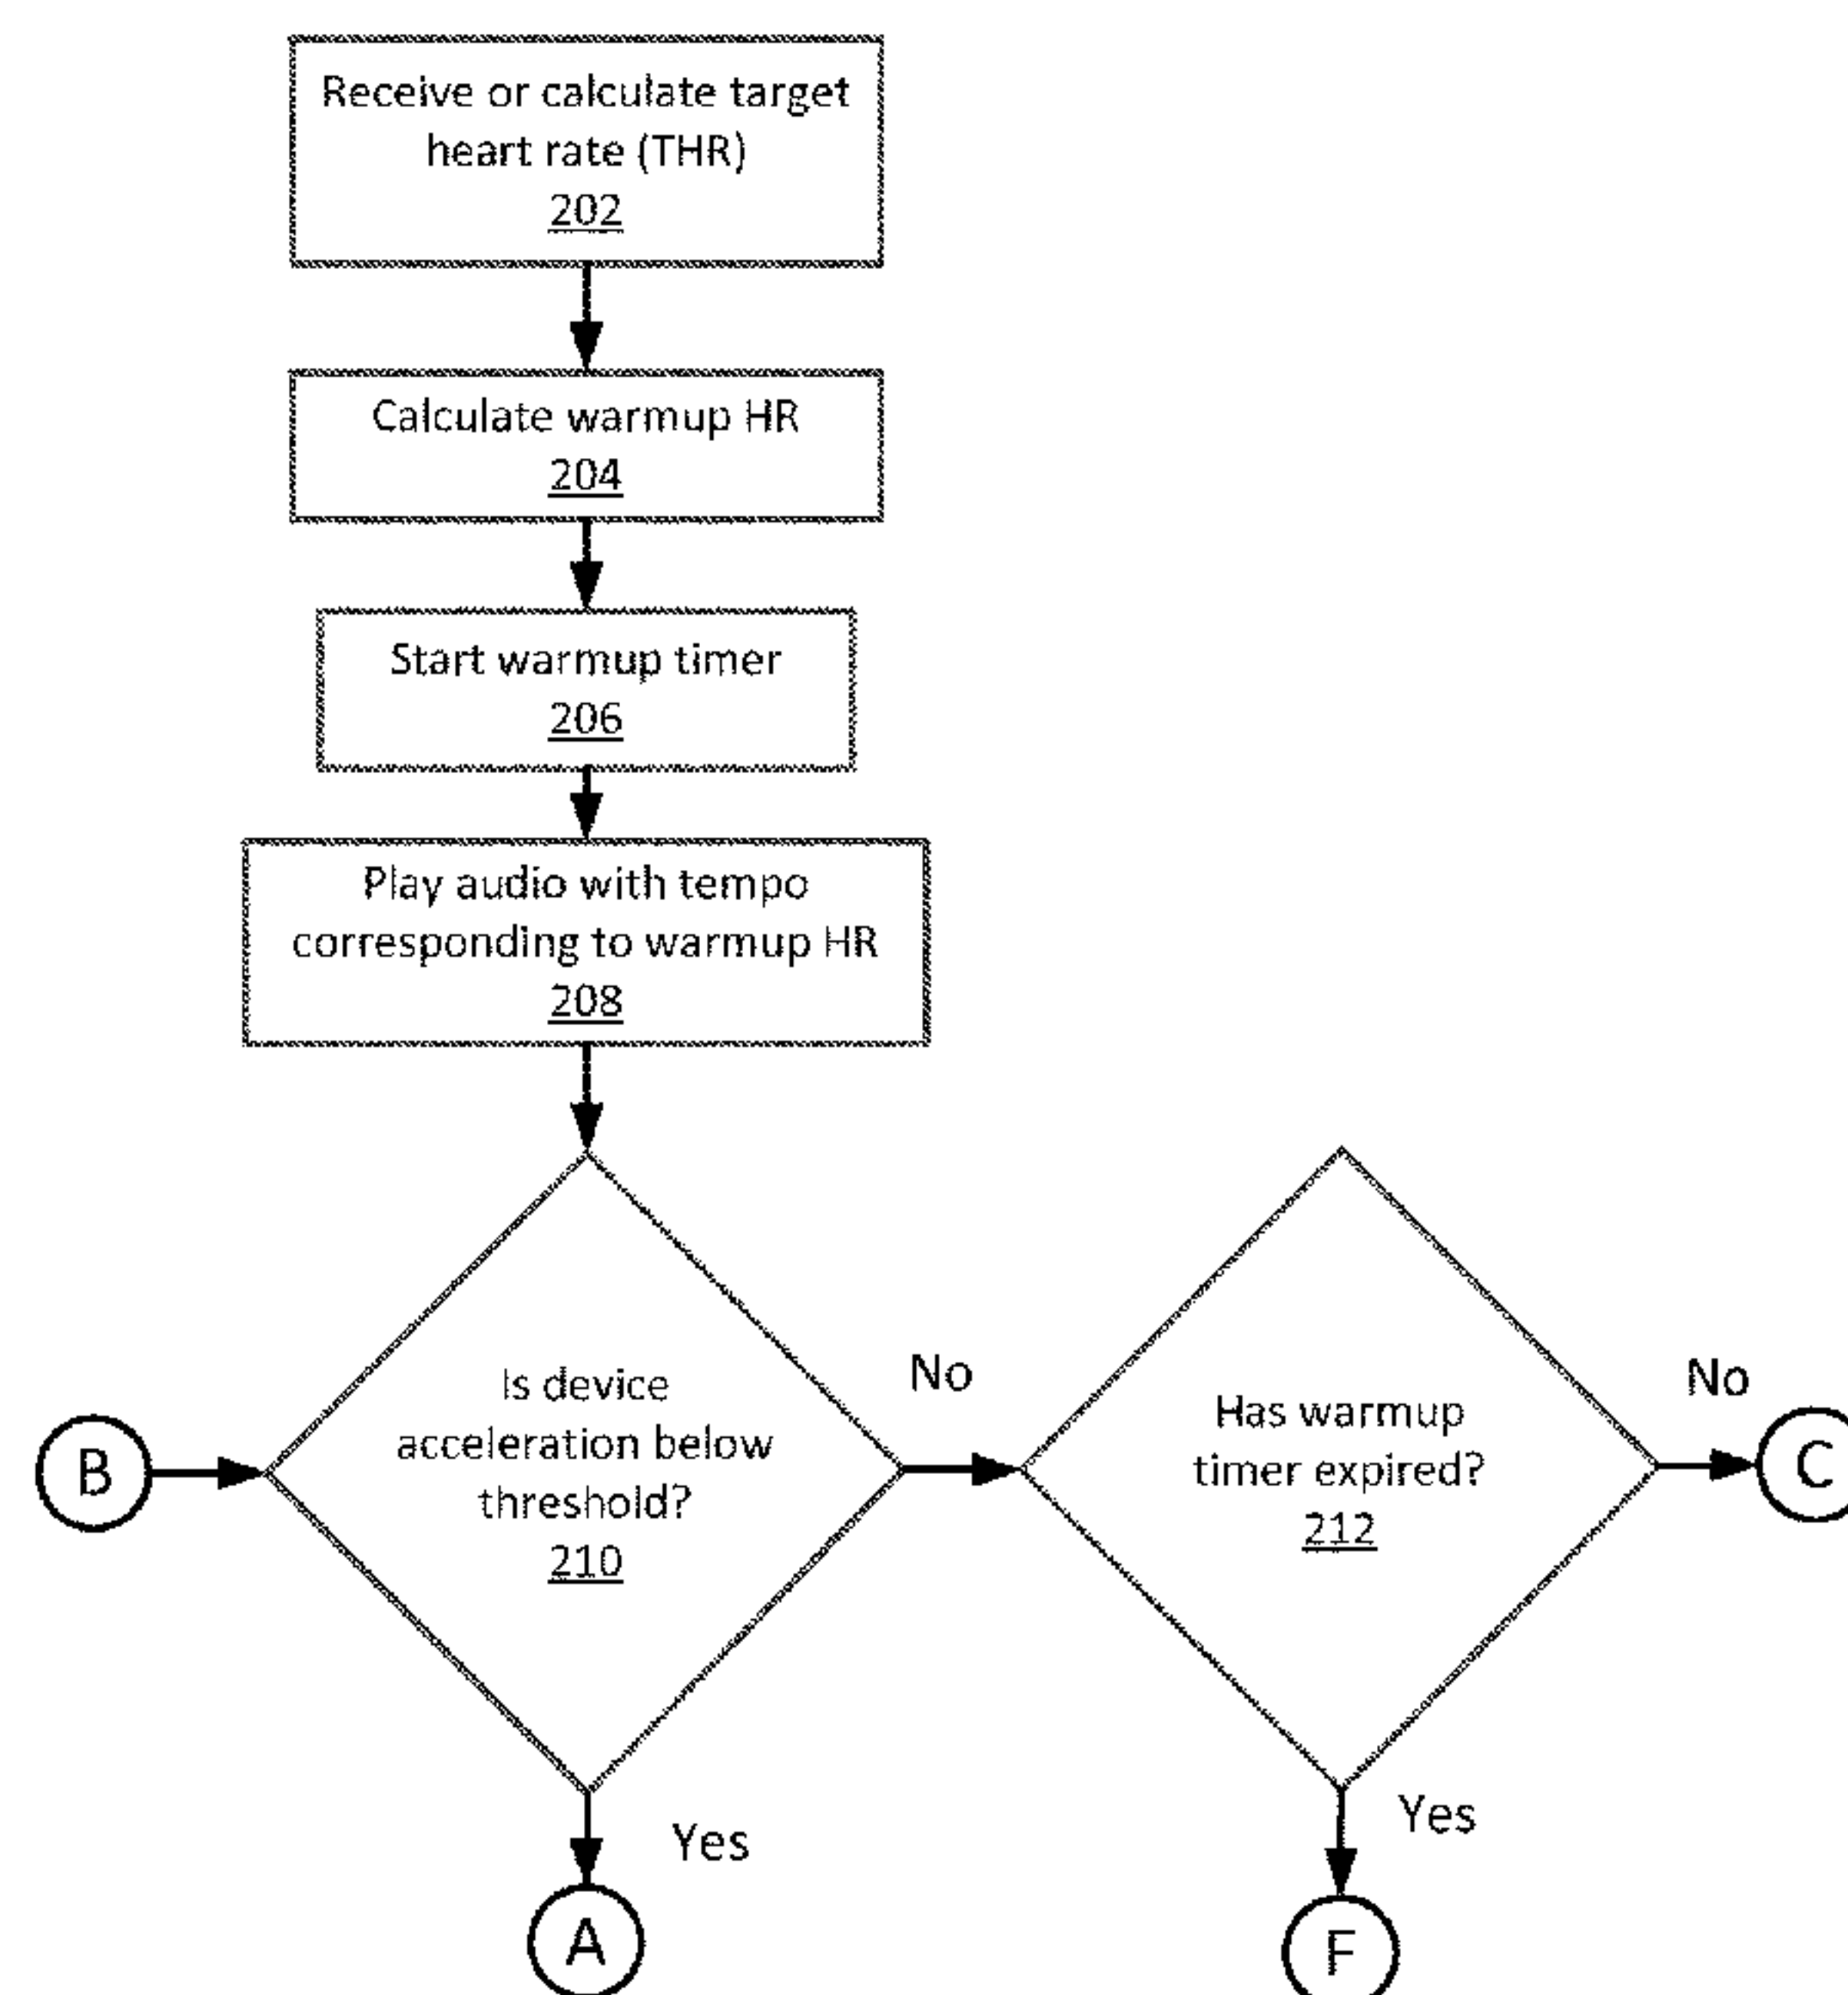 Receive or calculate target
heart rate (THR)
202
Calculate warmup HR
204
Start warmup timer
206
Play audio with tempo
corresponding to warmup HR
208
Is device
acceleration below
threshold?
210
No
Has warmup
timer expired?
212
No
B
C
Yes
Yes
A
F